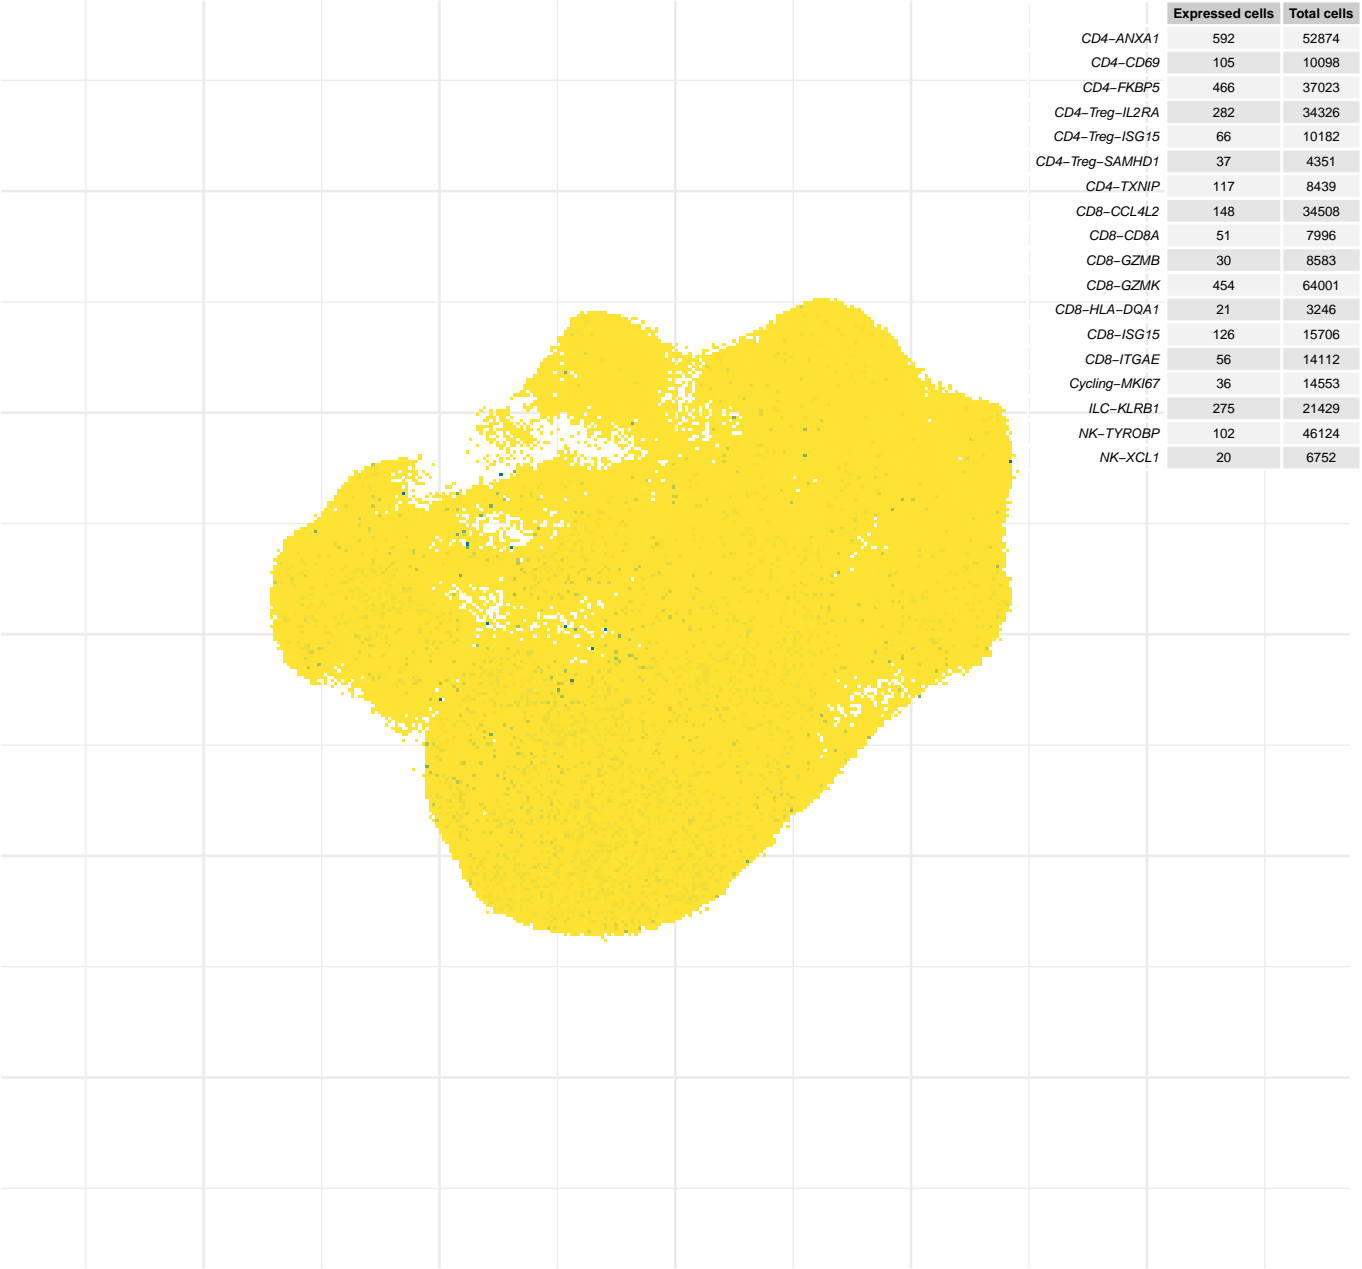 Expressed cells Total cells
CD4−ANXA1 592 52874
CD4−CD69 105 10098
CD4−FKBP5 466 37023
CD4−Treg−IL2RA 282 34326
CD4−Treg−ISG15 66 10182
CD4−Treg−SAMHD1 37 4351
CD4−TXNIP 117 8439
CD8−CCL4L2 148 34508
CD8−CD8A 51 7996
CD8−GZMB 30 8583
CD8−GZMK 454 64001
CD8−HLA−DQA1 21 3246
CD8−ISG15 126 15706
CD8−ITGAE 56 14112
Cycling−MKI67 36 14553
ILC−KLRB1 275 21429
NK−TYROBP 102 46124
NK−XCL1 20 6752